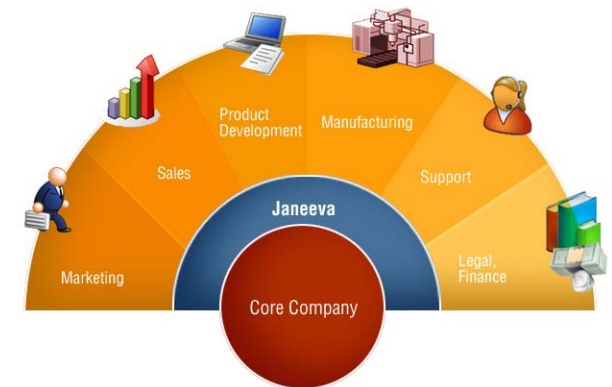 Product
Development
Manufacturing
Sales
Support
Janeeva
Marketing
Legal,
Finance
Core Company